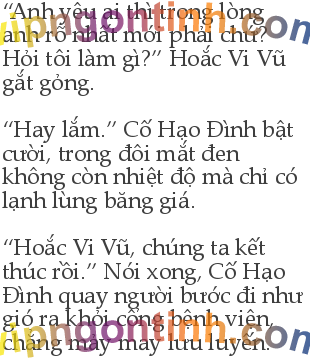 “Anh yêu ai thì trong lòng
anh rõ nhất mới phải chứ?
Hỏi tôi làm gì?” Hoắc Vi Vũ
gắt gỏng.
“Hay lắm.” Cố Hạo Đình bật
cười, trong đôi mắt đen
không còn nhiệt độ mà chỉ có
lạnh lùng băng giá.
“Hoắc Vi Vũ, chúng ta kết
thúc rồi.” Nói xong, Cố Hạo
Đình quay người bước đi như
gió ra khỏi cổng bệnh viện,
chẳng mảy may lưu luyến.